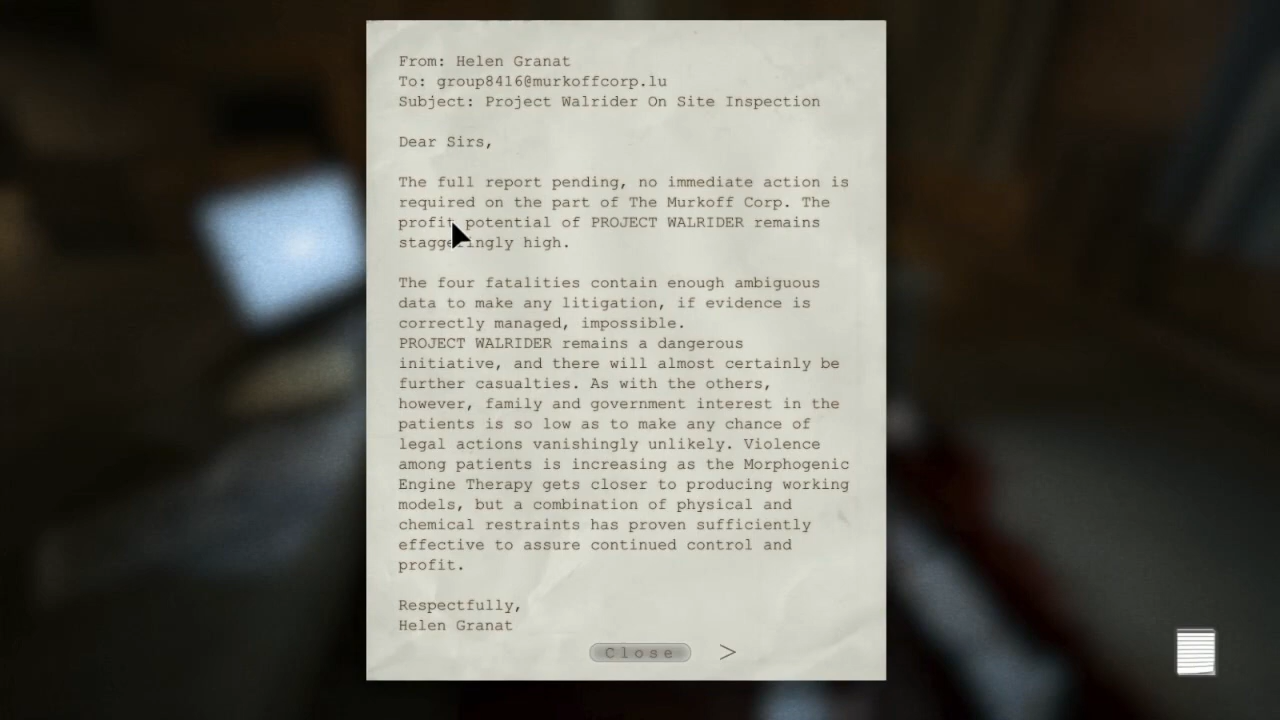 From: Helen Granat
To: group8416@murkoffcorp.lu
Subject: Project Walrider On Site Inspection
Dear Sirs,
The full report pending, no immediate action is
required on the part of The Murkoff Corp. The
profit potential of PROJECT WALRIDER remains
staggeringly high.
The four fatalities contain enough ambiguous
data to make any litigation, if evidence is
correctly managed, impossible.
PROJECT WALRIDER remains a dangerous
initiative, and there will almost certainly be
further casualties. As with the others,
however, family and government interest in the
patients is so low as to make any chance of
legal actions vanishingly unlikely. Violence
among patients is increasing as the Morphogenic
Engine Therapy gets closer to producing working
models, but a combination of physical and
chemical restraints has proven sufficiently
effective to assure continued control and
profit.
Respectfully,
Helen Granat
Close >